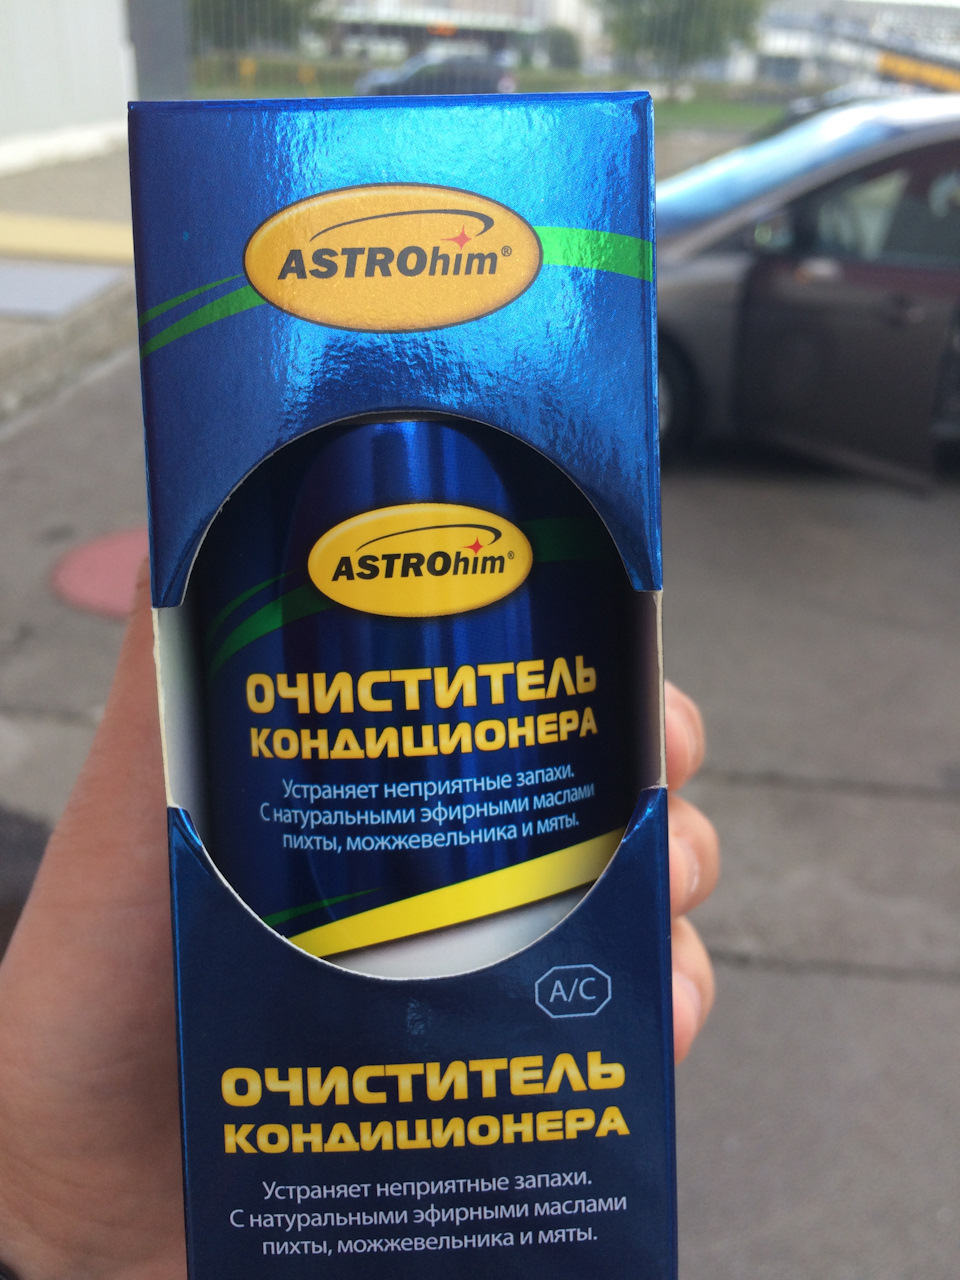 ASTROhim®
ASTROhim®
ОЧИСТИТЕЛЬ
КОНДИЦИОНЕРА
Устраняет неприятные запахи.
С натуральными эфирными маслами
пихты, можжевельника и мяты.
A/C
ОЧИСТИТЕЛЬ
КОНДИЦИОНЕРА
Устраняет неприятные запахи.
С натуральными эфирными маслами
пихты, можжевельника и мяты.